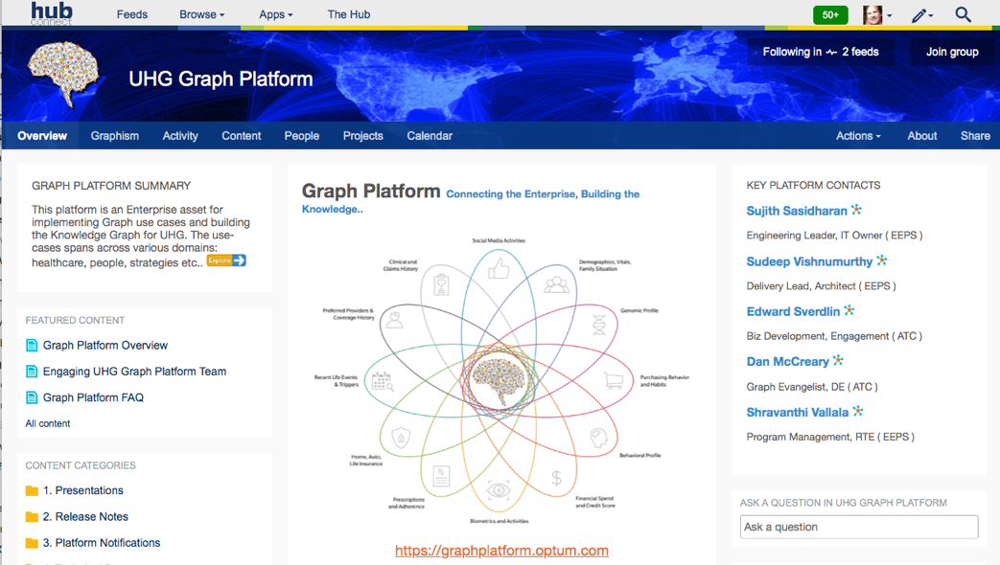 hub
connect
Feeds
Browse
Apps
The Hub
50+
UHG Graph Platform
Following in 2 feeds
Join group
Overview
Graphism
Activity
Content
People
Projects
Calendar
Actions
About
Share
GRAPH PLATFORM SUMMARY
This platform is an Enterprise asset for
implementing Graph use cases and building
the Knowledge Graph for UHG. The use-
cases spans across various domains:
healthcare, people, strategies etc..
Explore
FEATURED CONTENT
Graph Platform Overview
Engaging UHG Graph Platform Team
Graph Platform FAQ
All content
CONTENT CATEGORIES
1. Presentations
2. Release Notes
3. Platform Notifications
Graph Platform Connecting the Enterprise, Building the
Knowledge..
Social Media Activities
Clinical and
Claims History
Demographics, Vitals,
Family Situation
Preferred Providers &
Coverage History
Genomic Profile
Recent Life Events
& Triggers
Purchasing Behavior
and Habits
Home, Auto,
Life Insurance
Behavioral Profile
Prescriptions
and Adherence
Financial Spend
and Credit Score
Biometrics and Activities
https://graphplatform.optum.com
KEY PLATFORM CONTACTS
Sujith Sasidharan
Engineering Leader, IT Owner ( EEPS )
Sudeep Vishnumurthy
Delivery Lead, Architect ( EEPS )
Edward Sverdlin
Biz Development, Engagement ( ATC )
Dan McCreary
Graph Evangelist, DE ( ATC )
Shravanthi Vallala
Program Management, RTE ( EEPS )
ASK A QUESTION IN UHG GRAPH PLATFORM
Ask a question